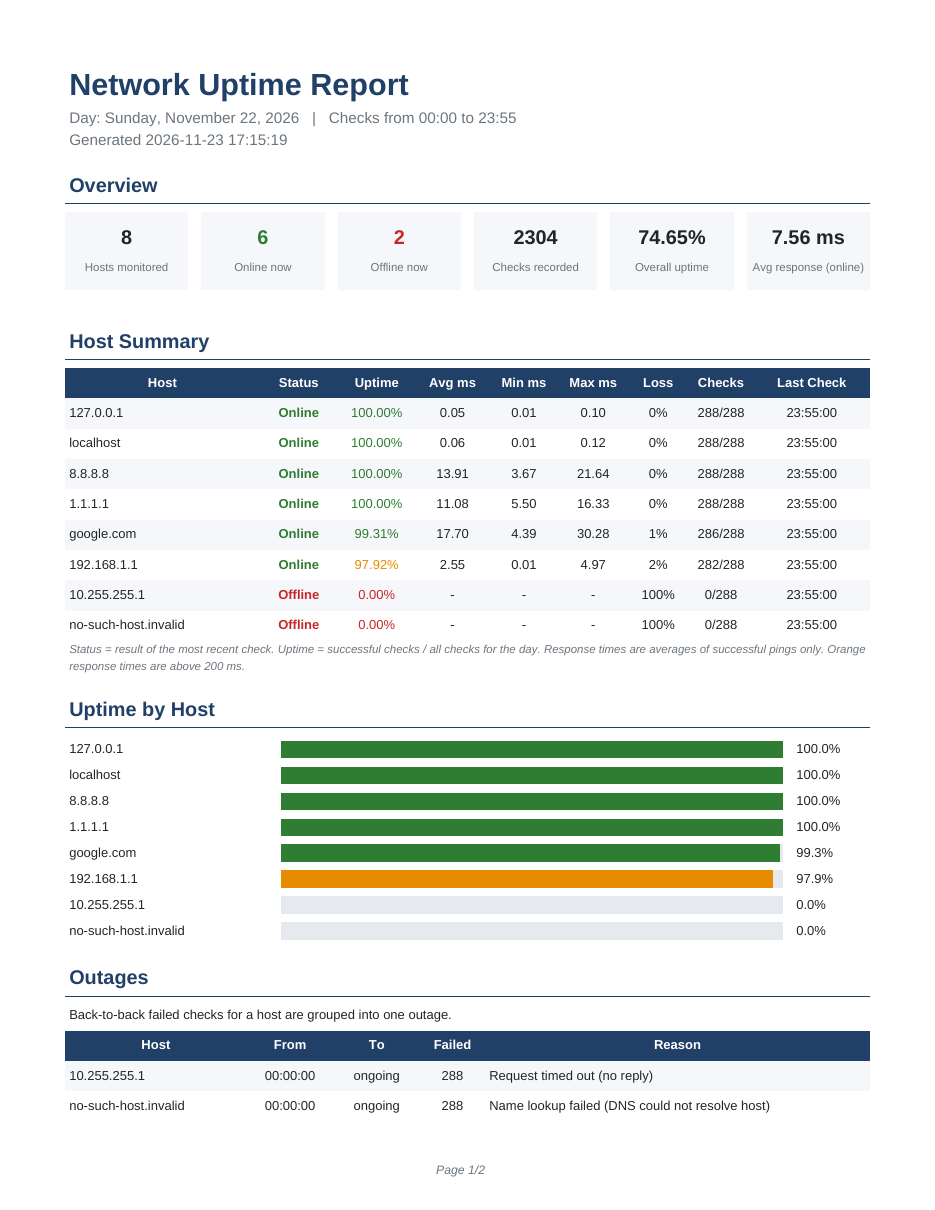 Network Uptime Report
Day: Sunday, November 22, 2026 | Checks from 00:00 to 23:55
Generated 2026-11-23 17:15:19
Overview
8 6 2 2304 74.65% 7.56 ms
Hosts monitored Online now Offline now Checks recorded Overall uptime Avg response (online)
Host Summary
Host Status Uptime Avg ms Min ms Max ms Loss Checks Last Check
127.0.0.1 Online 100.00% 0.05 0.01 0.10 0% 288/288 23:55:00
localhost Online 100.00% 0.06 0.01 0.12 0% 288/288 23:55:00
8.8.8.8 Online 100.00% 13.91 3.67 21.64 0% 288/288 23:55:00
1.1.1.1 Online 100.00% 11.08 5.50 16.33 0% 288/288 23:55:00
google.com Online 99.31% 17.70 4.39 30.28 1% 286/288 23:55:00
192.168.1.1 Online 97.92% 2.55 0.01 4.97 2% 282/288 23:55:00
10.255.255.1 Offline 0.00% - - - 100% 0/288 23:55:00
no-such-host.invalid Offline 0.00% - - - 100% 0/288 23:55:00
Status = result of the most recent check. Uptime = successful checks / all checks for the day. Response times are averages of successful pings only. Orange
response times are above 200 ms.
Uptime by Host
127.0.0.1 100.0%
localhost 100.0%
8.8.8.8 100.0%
1.1.1.1 100.0%
google.com 99.3%
192.168.1.1 97.9%
10.255.255.1 0.0%
no-such-host.invalid 0.0%
Outages
Back-to-back failed checks for a host are grouped into one outage.
Host From To Failed Reason
10.255.255.1 00:00:00 ongoing 288 Request timed out (no reply)
no-such-host.invalid 00:00:00 ongoing 288 Name lookup failed (DNS could not resolve host)
Page 1/2